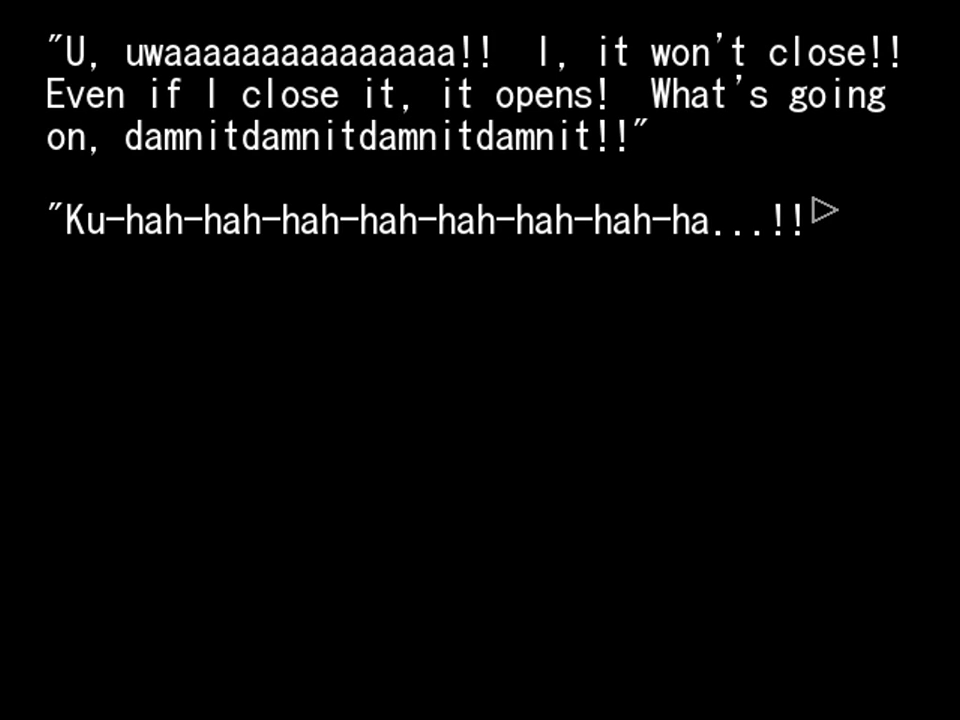 "U, uwaaaaaaaaaaaaaaa!!  I, it won't close!!
Even if I close it, it opens!  What's going
on, damnitdamnitdamnitdamnit!!"
"Ku-hah-hah-hah-hah-hah-hah-hah-ha...!!